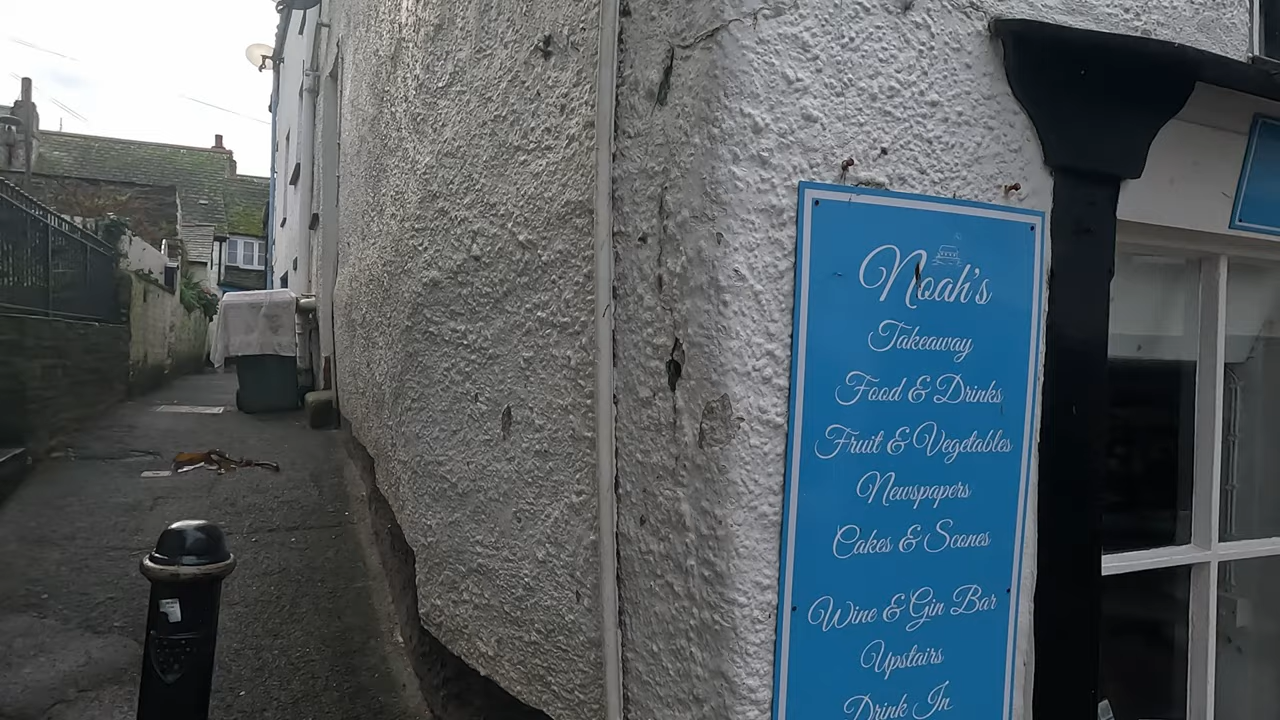 Noah's
Takeaway
Food & Drinks
Fruit & Vegetables
Newspapers
Cakes & Scones
Wine & Gin Bar
Upstairs
Drink In